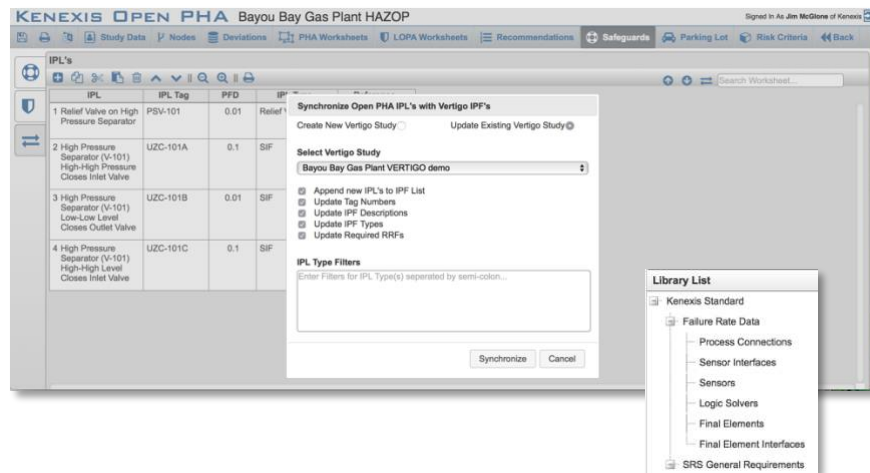 KENEXIS OPEN PHA Bayou Bay Gas Plant HAZOP
Signed In As Jim McGlone of Kenexis
Study Data Nodes Deviations PHA Worksheets LOPA Worksheets Recommendations Safeguards Parking Lot Risk Criteria Back
IPL's
Search Worksheet...
IPL IPL Tag PFD
1 Relief Valve on High Pressure Separator PSV-101 0.01 Relief
2 High Pressure Separator (V-101) High-High Pressure Closes Inlet Valve UZC-101A 0.1 SIF
3 High Pressure Separator (V-101) Low-Low Level Closes Outlet Valve UZC-101B 0.01 SIF
4 High Pressure Separator (V-101) High-High Level Closes Inlet Valve UZC-101C 0.1 SIF
Synchronize Open PHA IPL's with Vertigo IPF's
Create New Vertigo Study Update Existing Vertigo Study
Select Vertigo Study
Bayou Bay Gas Plant VERTIGO demo
Append new IPL's to IPF List
Update Tag Numbers
Update IPF Descriptions
Update IPF Types
Update Required RRFs
IPL Type Filters
Enter Filters for IPL Type(s) seperated by semi-colon...
Synchronize Cancel
Library List
Kenexis Standard
Failure Rate Data
Process Connections
Sensor Interfaces
Sensors
Logic Solvers
Final Elements
Final Element Interfaces
SRS General Requirements